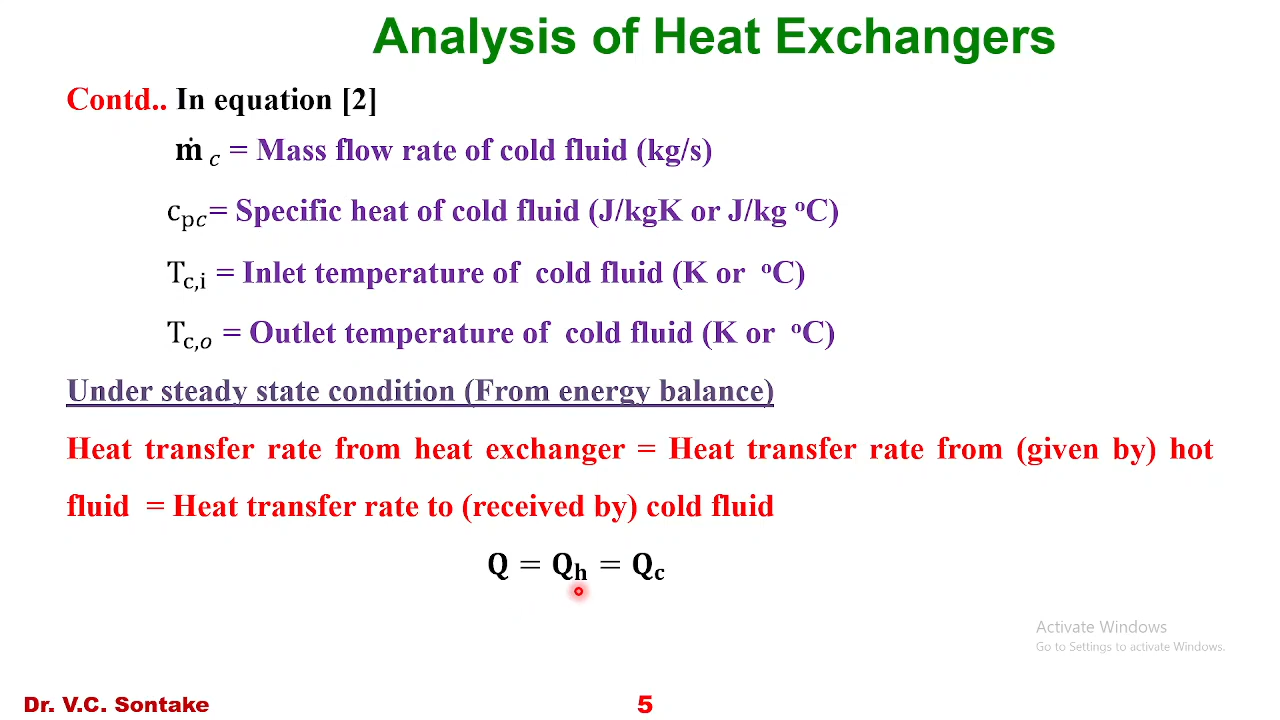 Analysis of Heat Exchangers
Contd.. In equation [2]
ṁ c = Mass flow rate of cold fluid (kg/s)
cpc= Specific heat of cold fluid (J/kgK or J/kg oC)
Tc,i = Inlet temperature of cold fluid (K or oC)
Tc,o = Outlet temperature of cold fluid (K or oC)
Under steady state condition (From energy balance)
Heat transfer rate from heat exchanger = Heat transfer rate from (given by) hot
fluid = Heat transfer rate to (received by) cold fluid
Q = Qh = Qc
Activate Windows
Go to Settings to activate Windows.
Dr. V.C. Sontake
5